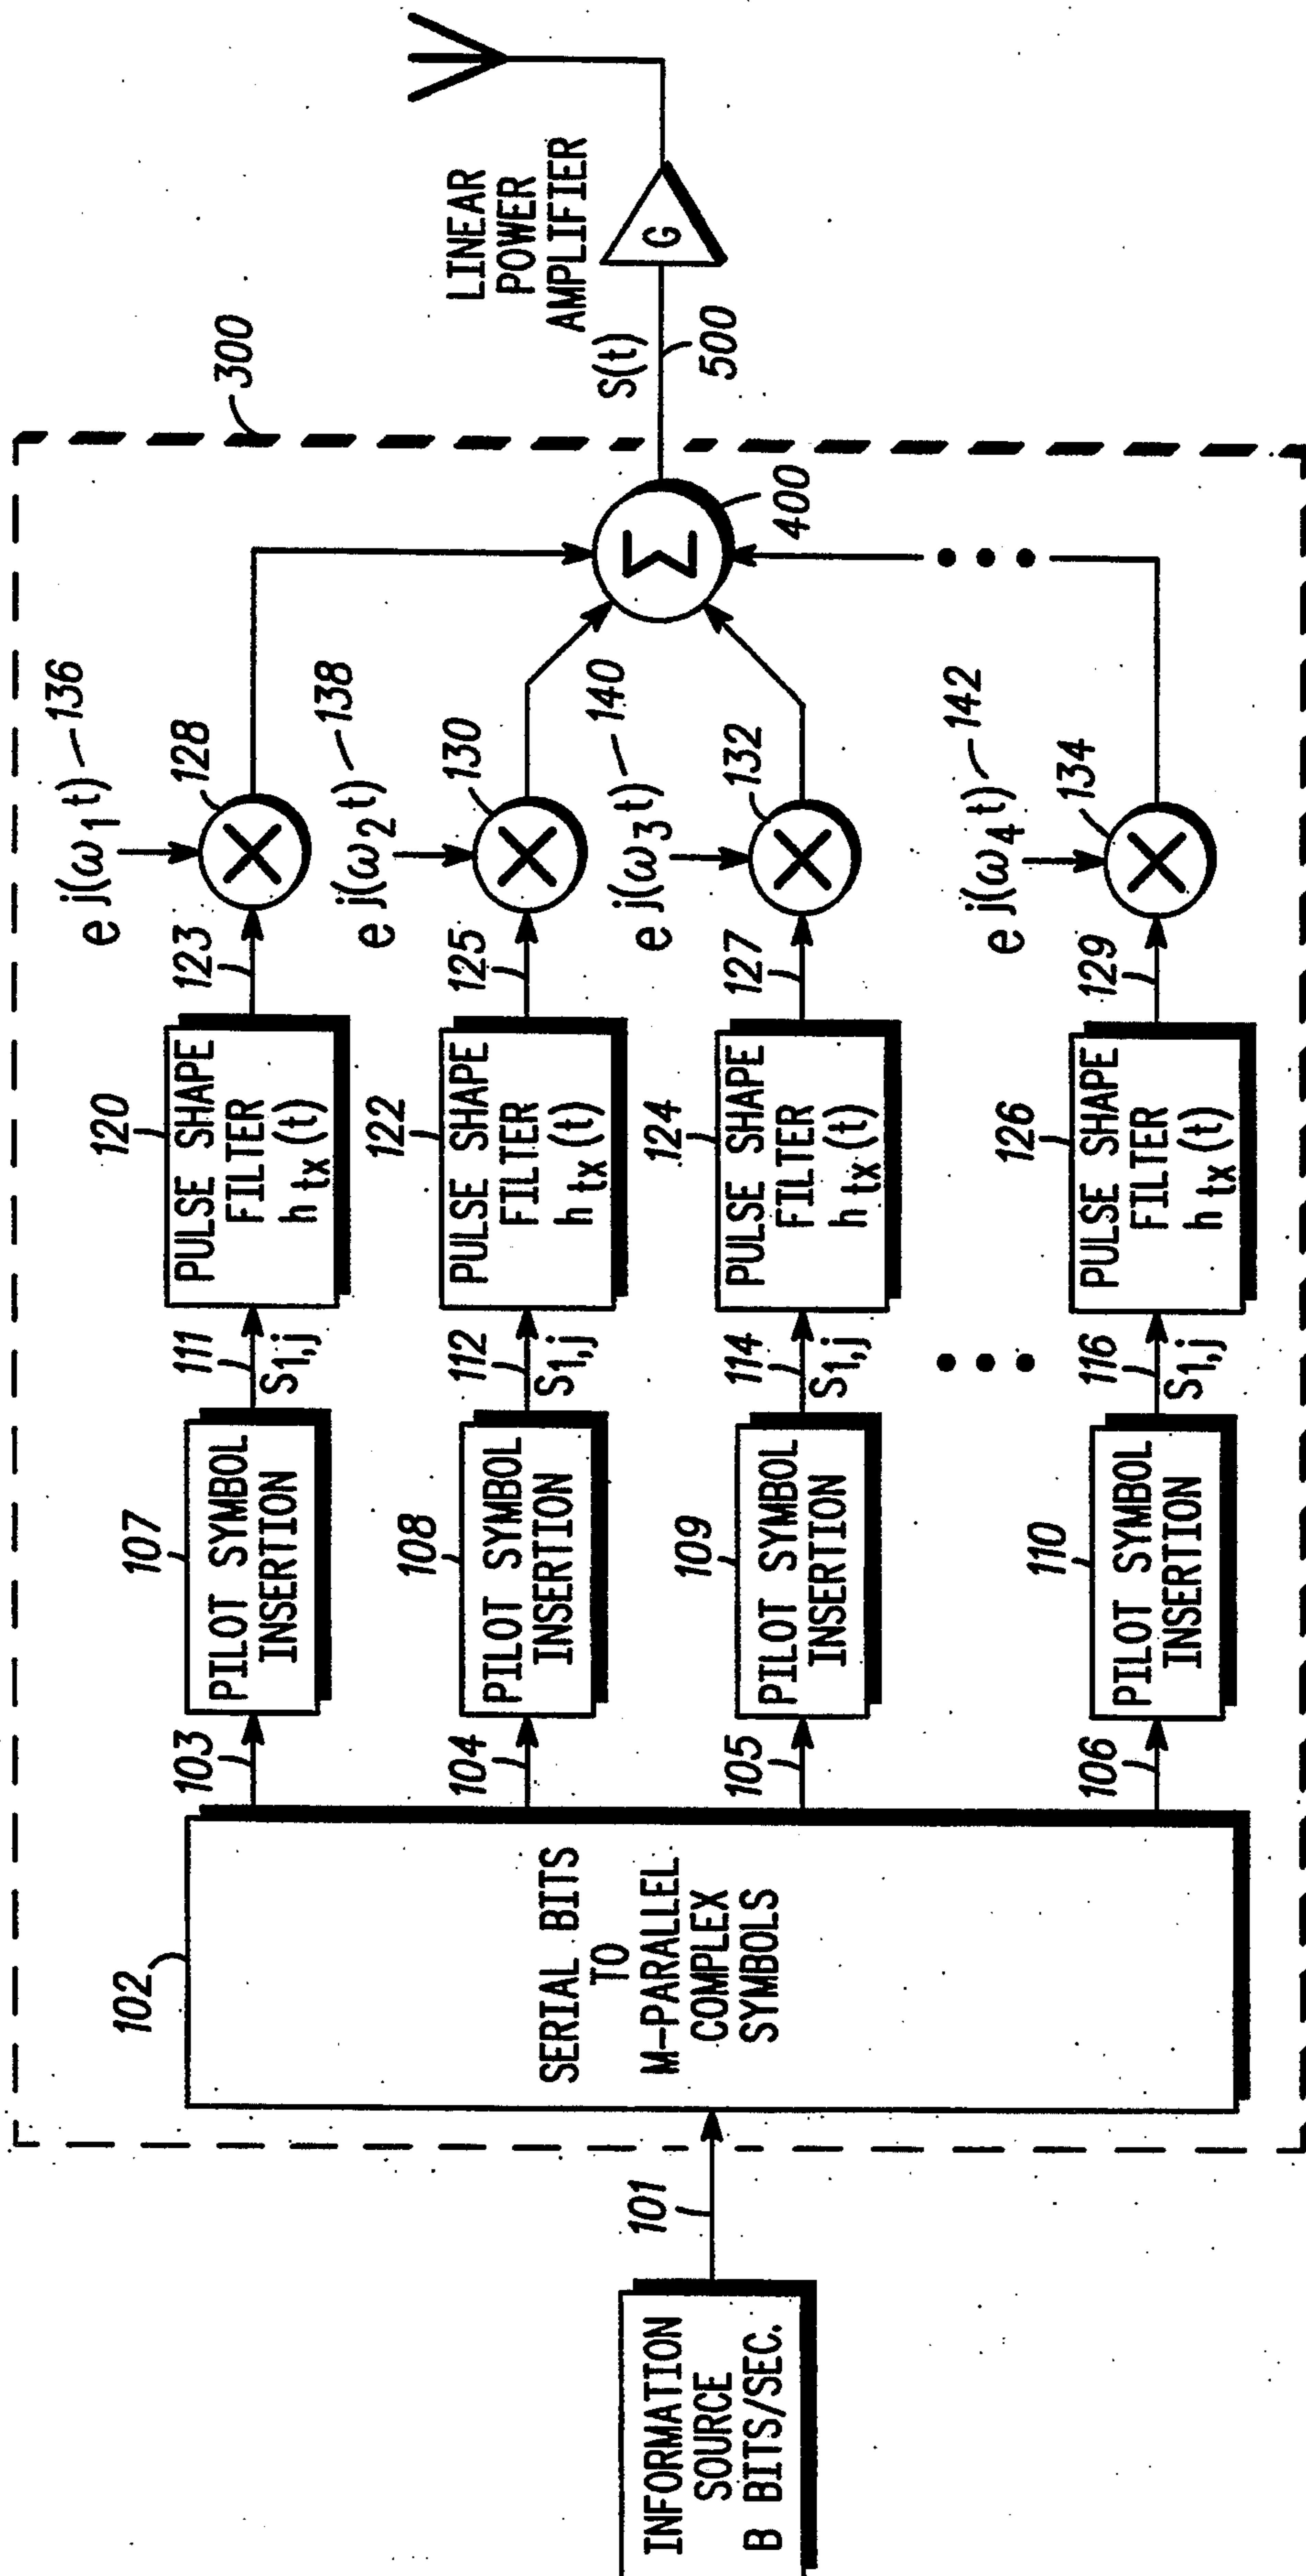 INFORMATION
SOURCE
B BITS/SEC.
101
102
SERIAL BITS
TO
M-PARALLEL
COMPLEX
SYMBOLS
300
103
107
PILOT SYMBOL
INSERTION
111
S1,j
120
PULSE SHAPE
FILTER
h tx (t)
123
e j(ω1t) 136
128
104
108
PILOT SYMBOL
INSERTION
112
S1,j
122
PULSE SHAPE
FILTER
h tx (t)
125
e j(ω2t) 138
130
105
109
PILOT SYMBOL
INSERTION
114
S1,j
124
PULSE SHAPE
FILTER
h tx (t)
127
e j(ω3t) 140
132
106
110
PILOT SYMBOL
INSERTION
116
S1,j
126
PULSE SHAPE
FILTER
h tx (t)
129
e j(ω4t) 142
134
Σ
400
S(t)
500
LINEAR
POWER
AMPLIFIER
G